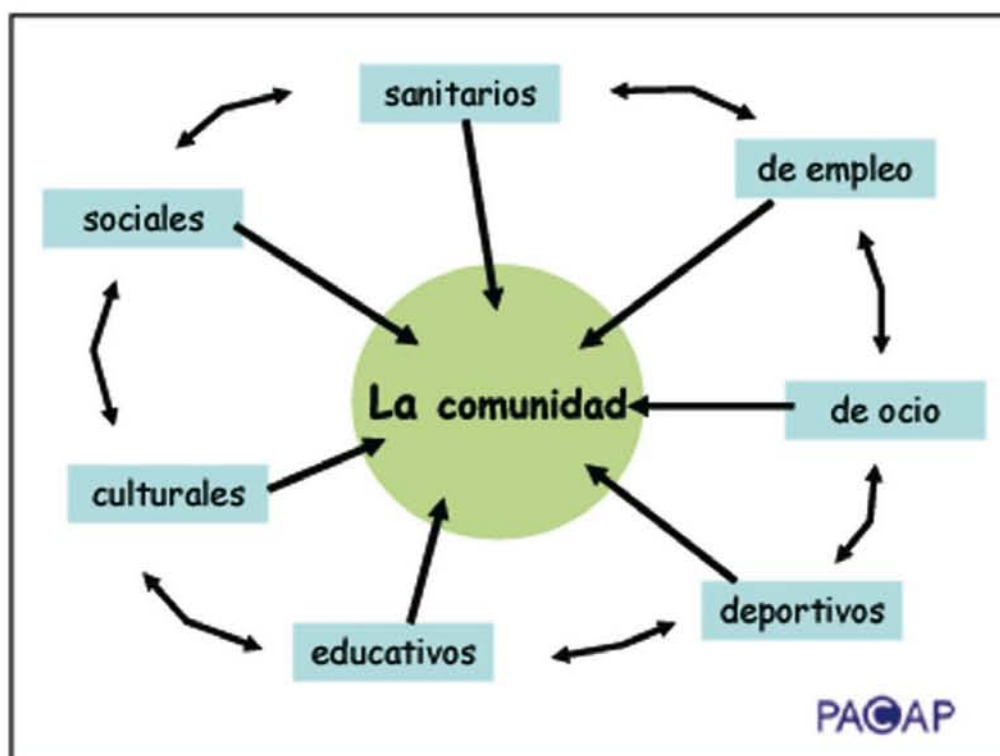 sanitarios
de empleo
sociales
La comunidad
de ocio
culturales
deportivos
educativos
PACAP